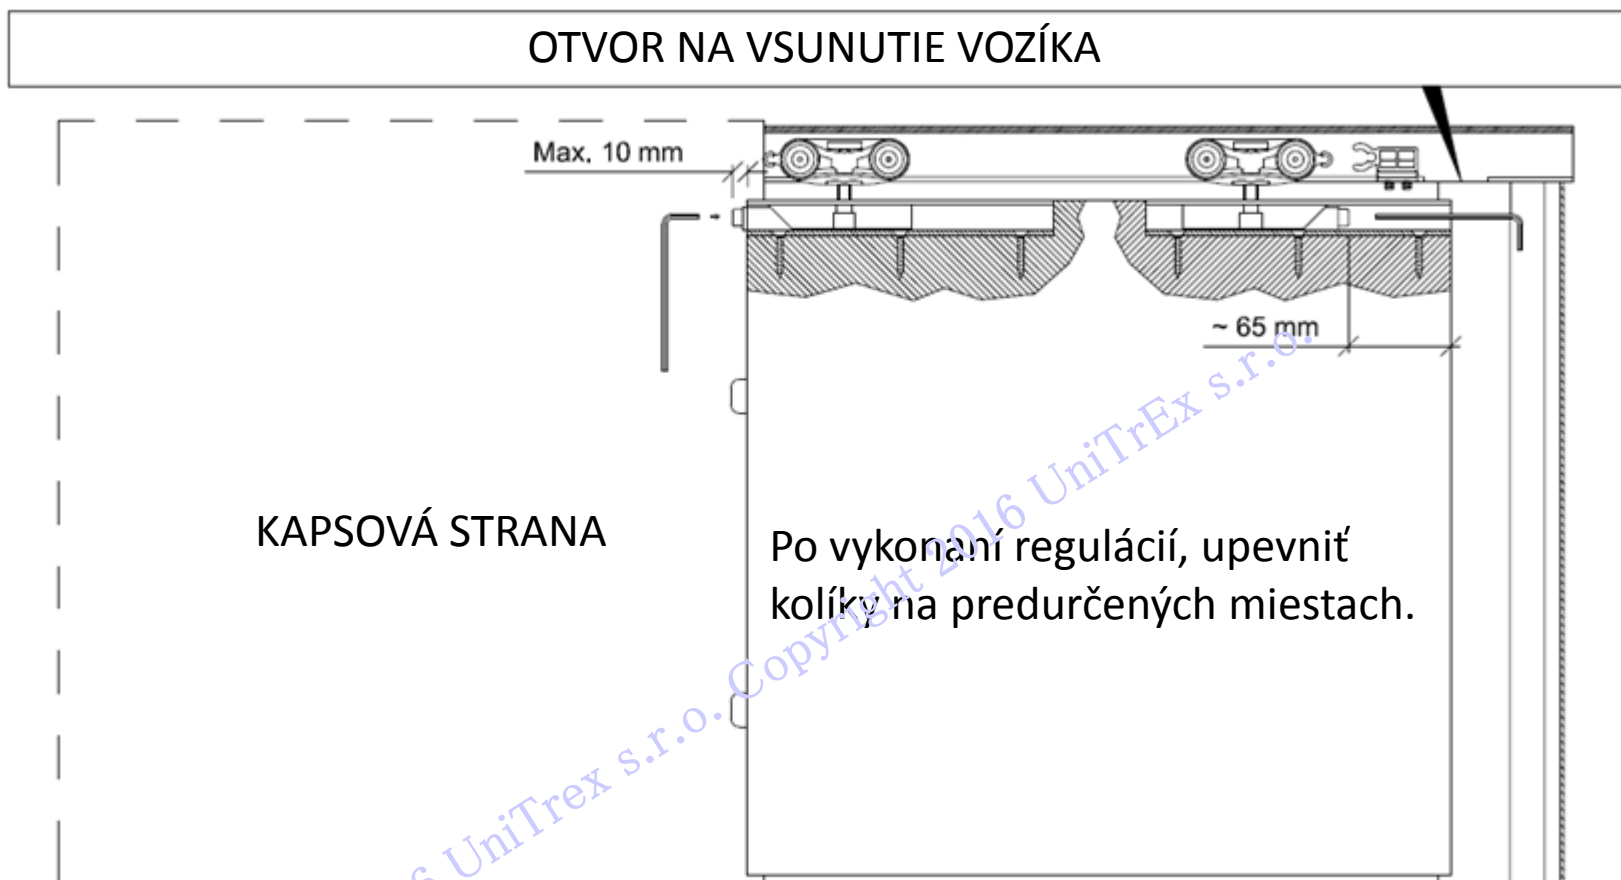 OTVOR NA VSUNUTIE VOZÍKA
Max. 10 mm
~ 65 mm
KAPSOVÁ STRANA
Po vykonaní regulácií, upevniť
kolíky na predurčených miestach.
6 UniTrex s.r.o. Copyright 2016 UniTrEx s.r.o.